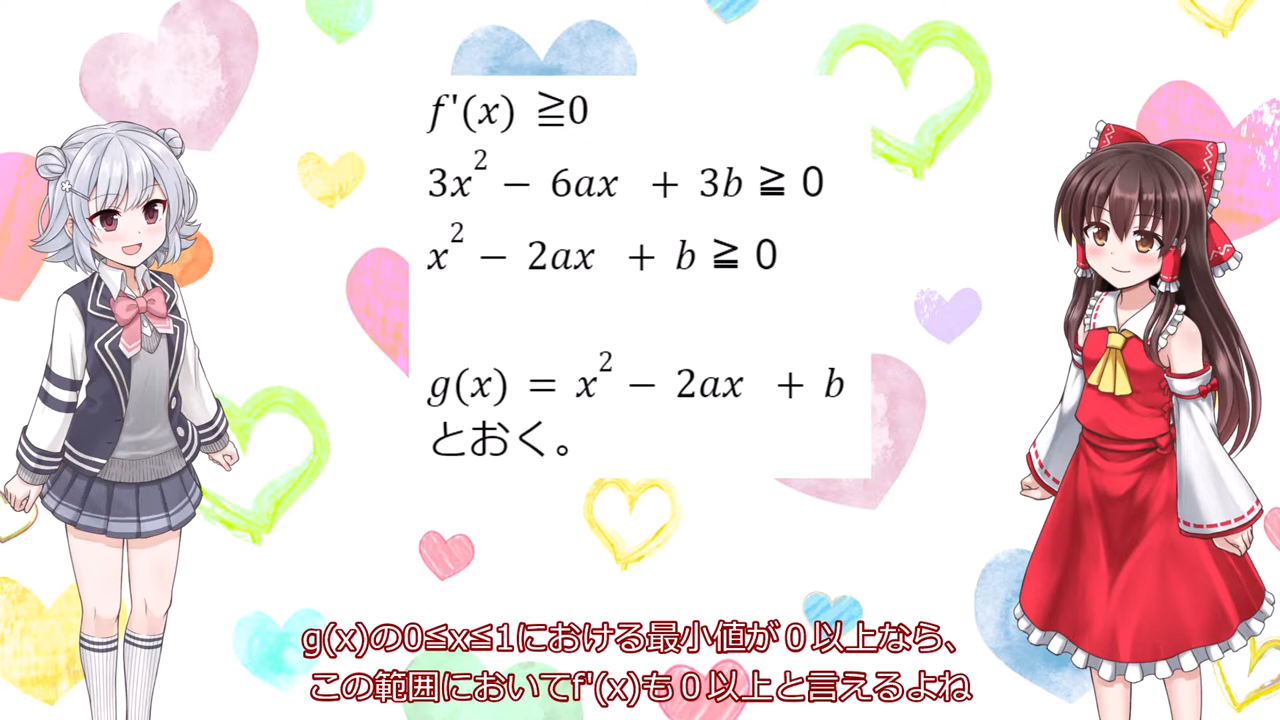 f'(x) ≧0
3x² − 6ax + 3b ≧ 0
x² − 2ax + b ≧ 0
g(x) = x² − 2ax + b
とおく。
g(x)の0≦x≦1における最小値が０以上なら、
この範囲においてf'(x)も０以上と言えるよね